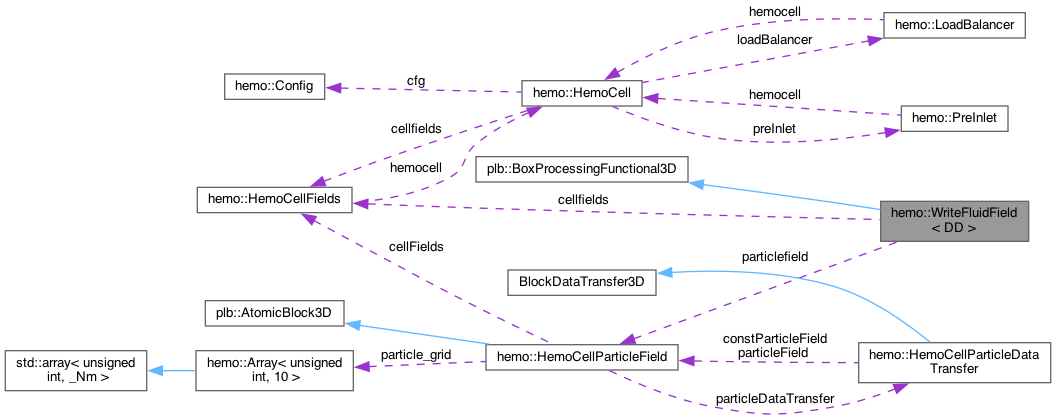 hemocell
hemo::LoadBalancer
loadBalancer
cfg
hemo::Config
hemo::HemoCell
hemocell
preInlet
hemo::PreInlet
cellfields
hemocell
plb::BoxProcessingFunctional3D
hemo::HemoCellFields
cellfields
hemo::WriteFluidField
< DD >
cellFields
particlefield
BlockDataTransfer3D
plb::AtomicBlock3D
constParticleField
particleField
particle_grid
hemo::HemoCellParticleField
hemo::HemoCellParticleData
Transfer
std::array< unsigned
int, _Nm >
hemo::Array< unsigned
int, 10 >
particleDataTransfer